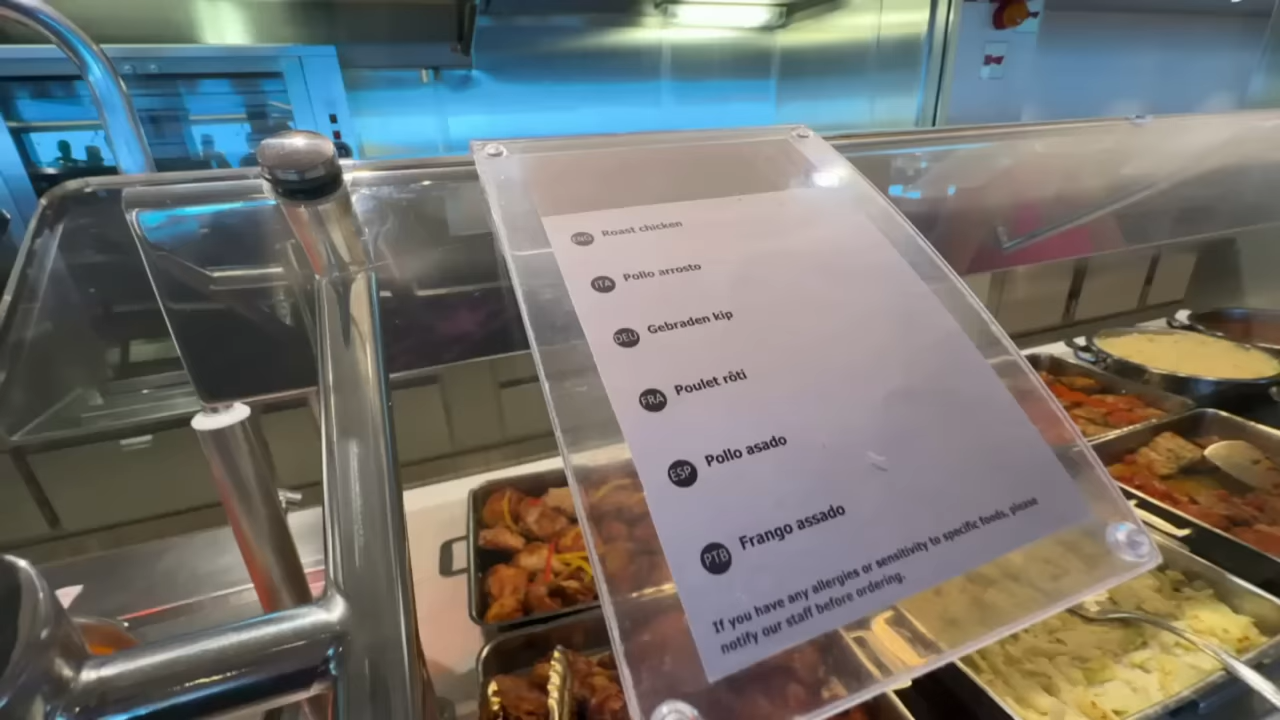 ENG Roast chicken
ITA Pollo arrosto
DEU Gebraden kip
FRA Poulet rôti
ESP Pollo asado
PTB Frango assado
If you have any allergies or sensitivity to specific foods, please
notify our staff before ordering.